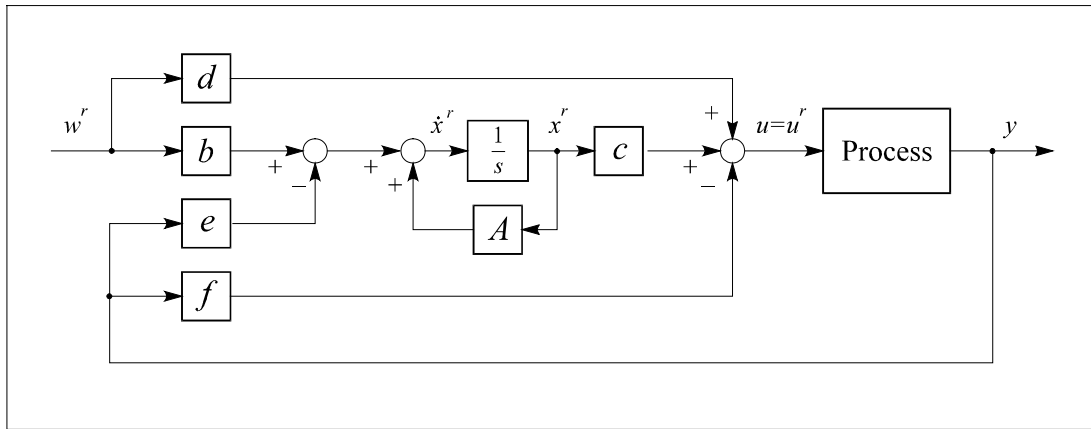 d
+
w^r
ẋ^r
x^r
u=u^r
y
b
+
−
+
+
1/s
c
+
−
Process
e
A
f